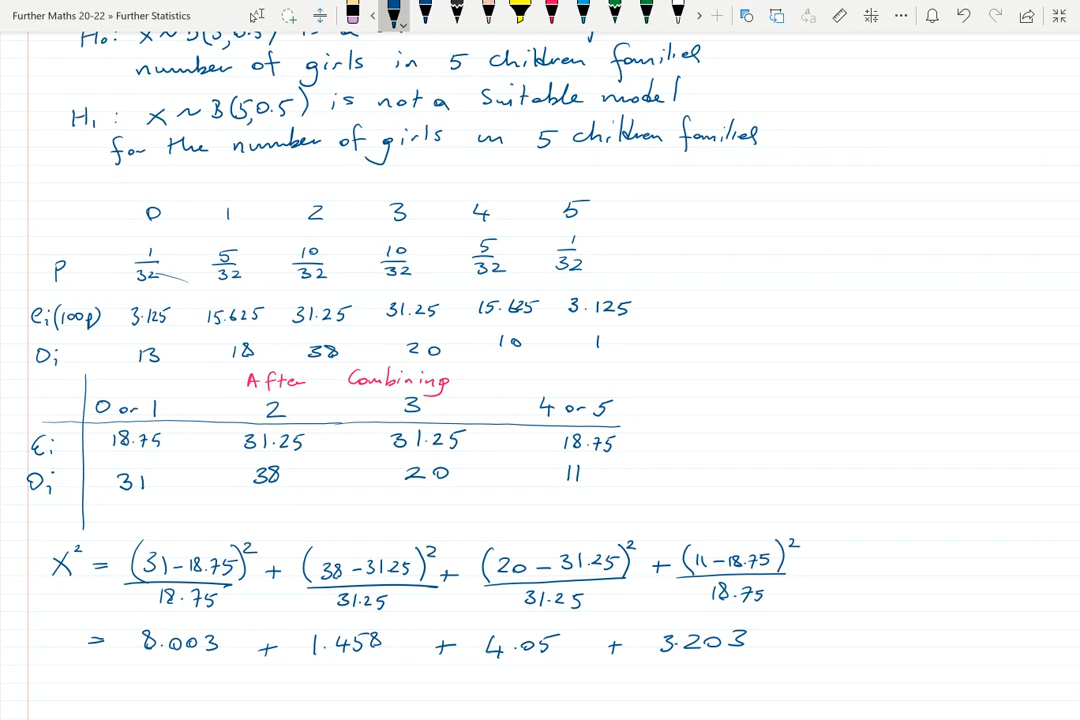 Further Maths 20-22 » Further Statistics
number of girls in 5 children families
H₁ : X ~ B(5,0.5) is not a suitable model
for the number of girls in 5 children families
0 1 2 3 4 5
P 1/32 5/32 10/32 10/32 5/32 1/32
ei(100p) 3.125 15.625 31.25 31.25 15.625 3.125
Oi 13 18 38 20 10 1
After Combining
0 or 1 2 3 4 or 5
Ei 18.75 31.25 31.25 18.75
Oi 31 38 20 11
X² = (31-18.75)²/18.75 + (38-31.25)²/31.25 + (20-31.25)²/31.25 + (11-18.75)²/18.75
= 8.003 + 1.458 + 4.05 + 3.203